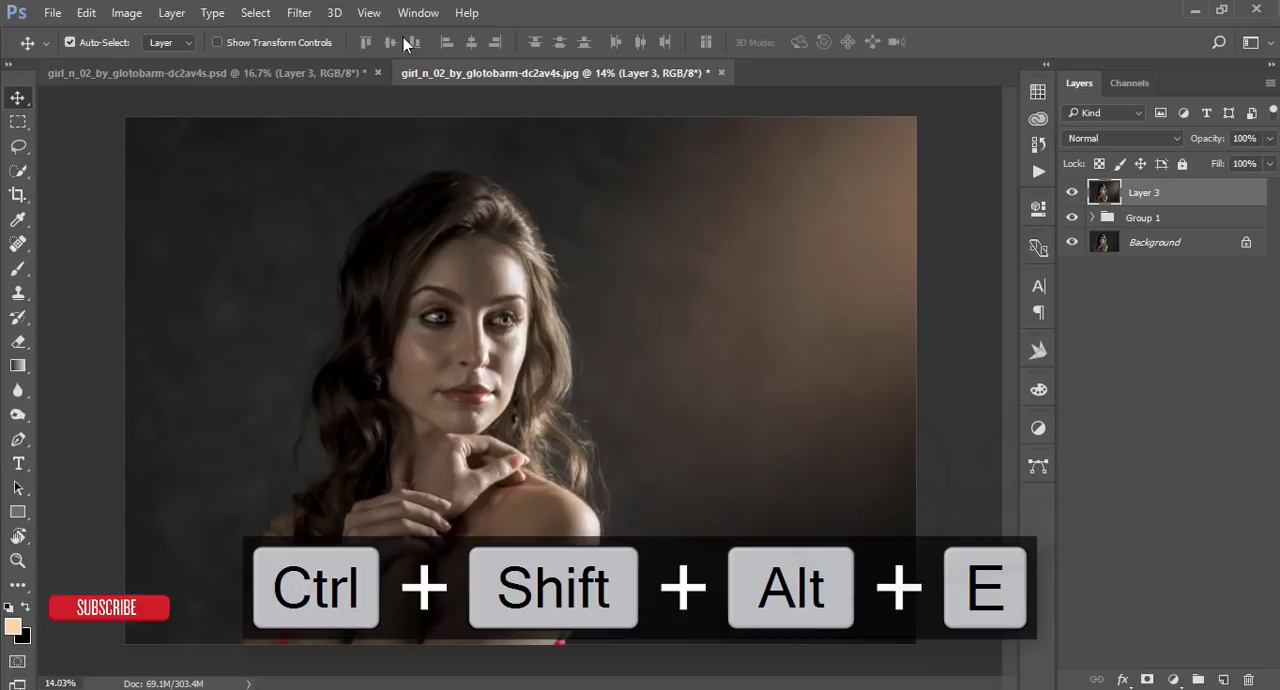 Ps File Edit Image Layer Type Select Filter 3D View Window Help
Auto-Select: Layer Show Transform Controls 3D Mode:
girl_n_02_by_glotobarm-dc2av4s.psd @ 16.7% (Layer 3, RGB/8*) * × girl_n_02_by_glotobarm-dc2av4s.jpg @ 14% (Layer 3, RGB/8*) * ×
Layers Channels
Kind
Normal Opacity: 100%
Lock: Fill: 100%
Layer 3
Group 1
Background
Ctrl + Shift + Alt + E
SUBSCRIBE
14.03% Doc: 69.1M/303.4M